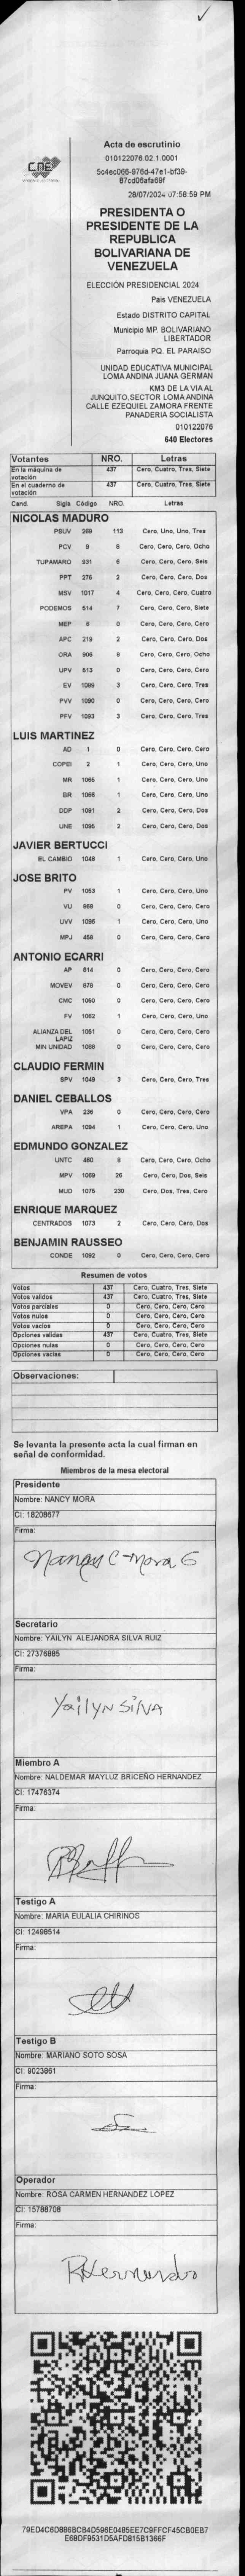 CNE
Acta de escrutinio
010122076.02.1.0001
5c4ec066-976d-47e1-bf39-
87cd06afa69f
28/07/2024 07:58:59 PM
PRESIDENTA O
PRESIDENTE DE LA
REPUBLICA
BOLIVARIANA DE
VENEZUELA
ELECCIÓN PRESIDENCIAL 2024
Pais VENEZUELA
Estado DISTRITO CAPITAL
Municipio MP. BOLIVARIANO
LIBERTADOR
Parroquia PQ. EL PARAISO
UNIDAD EDUCATIVA MUNICIPAL
LOMA ANDINA JUANA GERMAN
KM3 DE LA VIA AL
JUNQUITO,SECTOR LOMA ANDINA
CALLE EZEQUIEL ZAMORA FRENTE
PANADERIA SOCIALISTA
010122076
640 Electores
Votantes NRO. Letras
En la máquina de votación 437 Cero, Cuatro, Tres, Siete
En el cuaderno de votación 437 Cero, Cuatro, Tres, Siete
Cand. Sigla Código NRO. Letras
NICOLAS MADURO
PSUV 269 113 Cero, Uno, Uno, Tres
PCV 9 8 Cero, Cero, Cero, Ocho
TUPAMARO 931 6 Cero, Cero, Cero, Seis
PPT 276 2 Cero, Cero, Cero, Dos
MSV 1017 4 Cero, Cero, Cero, Cuatro
PODEMOS 514 7 Cero, Cero, Cero, Siete
MEP 8 0 Cero, Cero, Cero, Cero
APC 219 2 Cero, Cero, Cero, Dos
ORA 906 8 Cero, Cero, Cero, Ocho
UPV 513 0 Cero, Cero, Cero, Cero
EV 1089 3 Cero, Cero, Cero, Tres
PVV 1090 0 Cero, Cero, Cero, Cero
PFV 1093 3 Cero, Cero, Cero, Tres
LUIS MARTINEZ
AD 1 0 Cero, Cero, Cero, Cero
COPEI 2 1 Cero, Cero, Cero, Uno
MR 1066 1 Cero, Cero, Cero, Uno
BR 1065 1 Cero, Cero, Cero, Uno
DDP 1091 2 Cero, Cero, Cero, Dos
UNE 1095 2 Cero, Cero, Cero, Dos
JAVIER BERTUCCI
EL CAMBIO 1048 1 Cero, Cero, Cero, Uno
JOSE BRITO
PV 1053 1 Cero, Cero, Cero, Uno
VU 868 0 Cero, Cero, Cero, Cero
UVV 1096 1 Cero, Cero, Cero, Uno
MPJ 458 0 Cero, Cero, Cero, Cero
ANTONIO ECARRI
AP 814 0 Cero, Cero, Cero, Cero
MOVEV 878 0 Cero, Cero, Cero, Cero
CMC 1050 0 Cero, Cero, Cero, Cero
FV 1062 1 Cero, Cero, Cero, Uno
ALIANZA DEL LAPIZ 1051 0 Cero, Cero, Cero, Cero
MIN UNIDAD 1088 0 Cero, Cero, Cero, Cero
CLAUDIO FERMIN
SPV 1049 3 Cero, Cero, Cero, Tres
DANIEL CEBALLOS
VPA 236 0 Cero, Cero, Cero, Cero
AREPA 1094 1 Cero, Cero, Cero, Uno
EDMUNDO GONZALEZ
UNTC 460 8 Cero, Cero, Cero, Ocho
MPV 1069 26 Cero, Cero, Dos, Seis
MUD 1075 230 Cero, Dos, Tres, Cero
ENRIQUE MARQUEZ
CENTRADOS 1073 2 Cero, Cero, Cero, Dos
BENJAMIN RAUSSEO
CONDE 1092 0 Cero, Cero, Cero, Cero
Resumen de votos
Votos 437 Cero, Cuatro, Tres, Siete
Votos validos 437 Cero, Cuatro, Tres, Siete
Votos parciales 0 Cero, Cero, Cero, Cero
Votos nulos 0 Cero, Cero, Cero, Cero
Votos vacios 0 Cero, Cero, Cero, Cero
Opciones validas 437 Cero, Cuatro, Tres, Siete
Opciones nulas 0 Cero, Cero, Cero, Cero
Opciones vacias 0 Cero, Cero, Cero, Cero
Observaciones:
Se levanta la presente acta la cual firman en
señal de conformidad.
Miembros de la mesa electoral
Presidente
Nombre: NANCY MORA
CI: 18208677
Firma:
Nancy C Mora G
Secretario
Nombre: YAILYN ALEJANDRA SILVA RUIZ
CI: 27376885
Firma:
Yailyn Silva
Miembro A
Nombre: NALDEMAR MAYLUZ BRICEÑO HERNANDEZ
CI: 17476374
Firma:
Testigo A
Nombre: MARIA EULALIA CHIRINOS
CI: 12498514
Firma:
Testigo B
Nombre: MARIANO SOTO SOSA
CI: 9023861
Firma:
Operador
Nombre: ROSA CARMEN HERNANDEZ LOPEZ
CI: 15788708
Firma:
RHernandez
79ED4C6D886BCB4D596E0485EE7C9FFCF45CB0EB7
E68DF9531D5AFD815B1366F